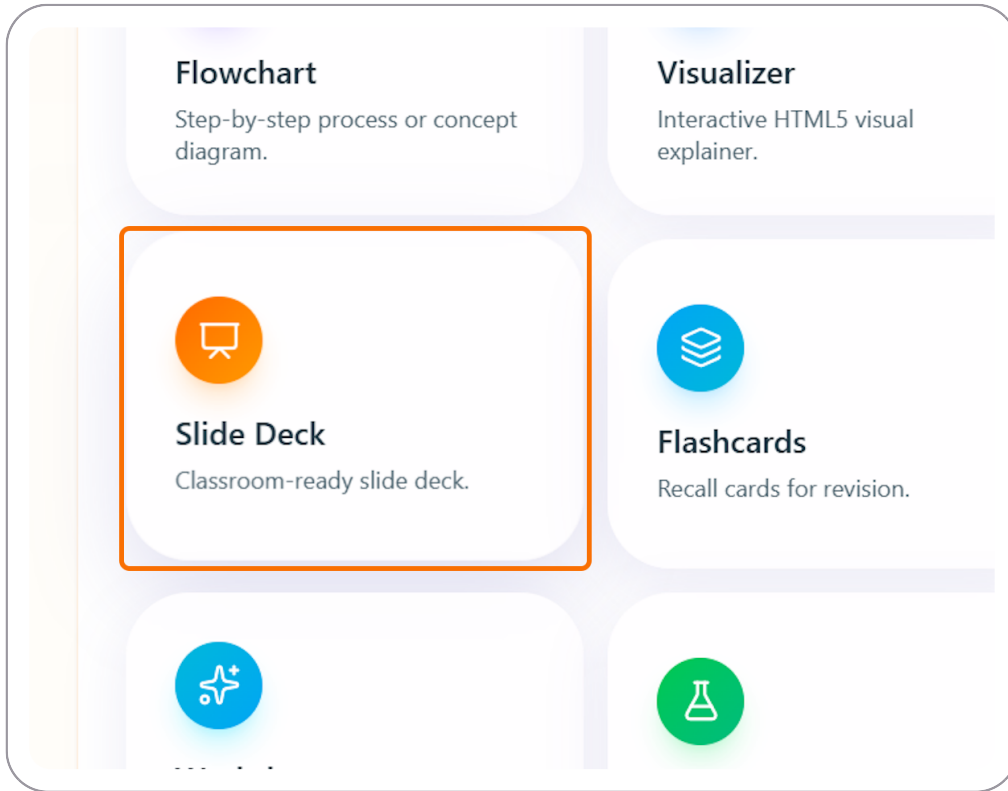 Flowchart
Step-by-step process or concept
diagram.
Visualizer
Interactive HTML5 visual
explainer.
Slide Deck
Classroom-ready slide deck.
Flashcards
Recall cards for revision.